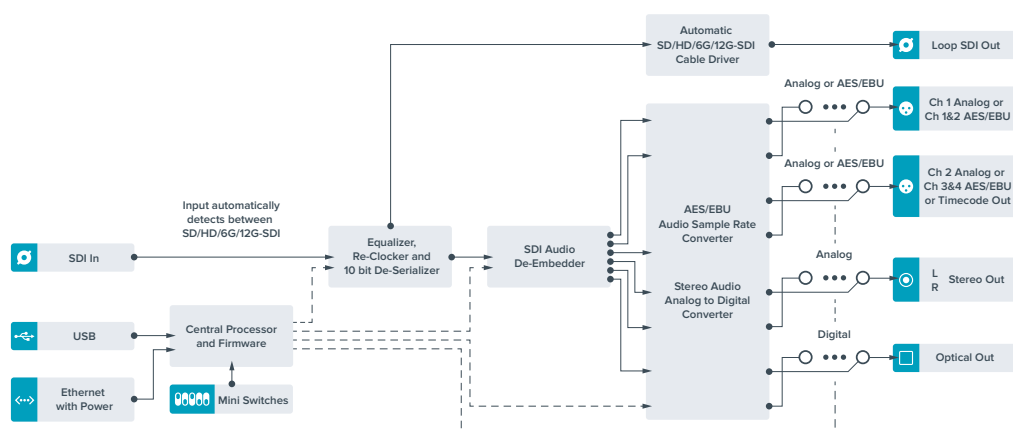 Automatic
SD/HD/6G/12G-SDI
Cable Driver
Loop SDI Out
Analog or AES/EBU
Ch 1 Analog or
Ch 1&2 AES/EBU
Analog or AES/EBU
Ch 2 Analog or
Ch 3&4 AES/EBU
or Timecode Out
Input automatically
detects between
SD/HD/6G/12G-SDI
AES/EBU
Audio Sample Rate
Converter
SDI In
Equalizer,
Re-Clocker and
10 bit De-Serializer
SDI Audio
De-Embedder
Analog
L
R
Stereo Out
Stereo Audio
Analog to Digital
Converter
USB
Central Processor
and Firmware
Digital
Optical Out
Ethernet
with Power
Mini Switches